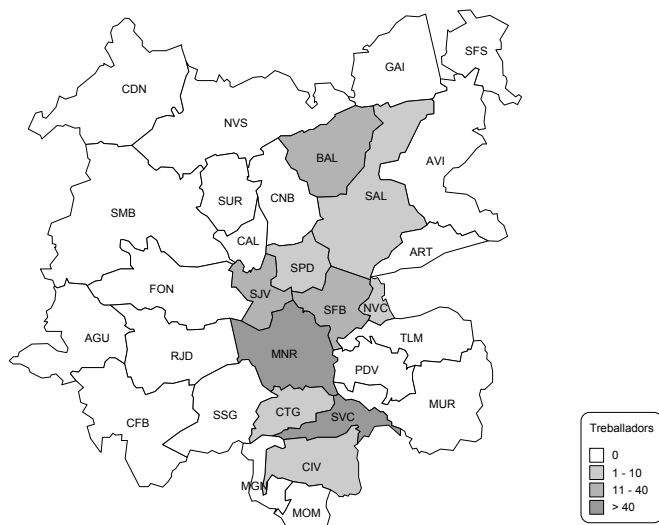 SFS
GAI
CDN
NVS
BAL
AVI
SAL
SUR
CNB
SMB
CAL
ART
SPD
FON
SJV
SFB
NVC
AGU
TLM
RJD
MNR
PDV
MUR
SSG
CTG
SVC
CFB
CIV
MGN
MOM
Treballadors
0
1 - 10
11 - 40
> 40